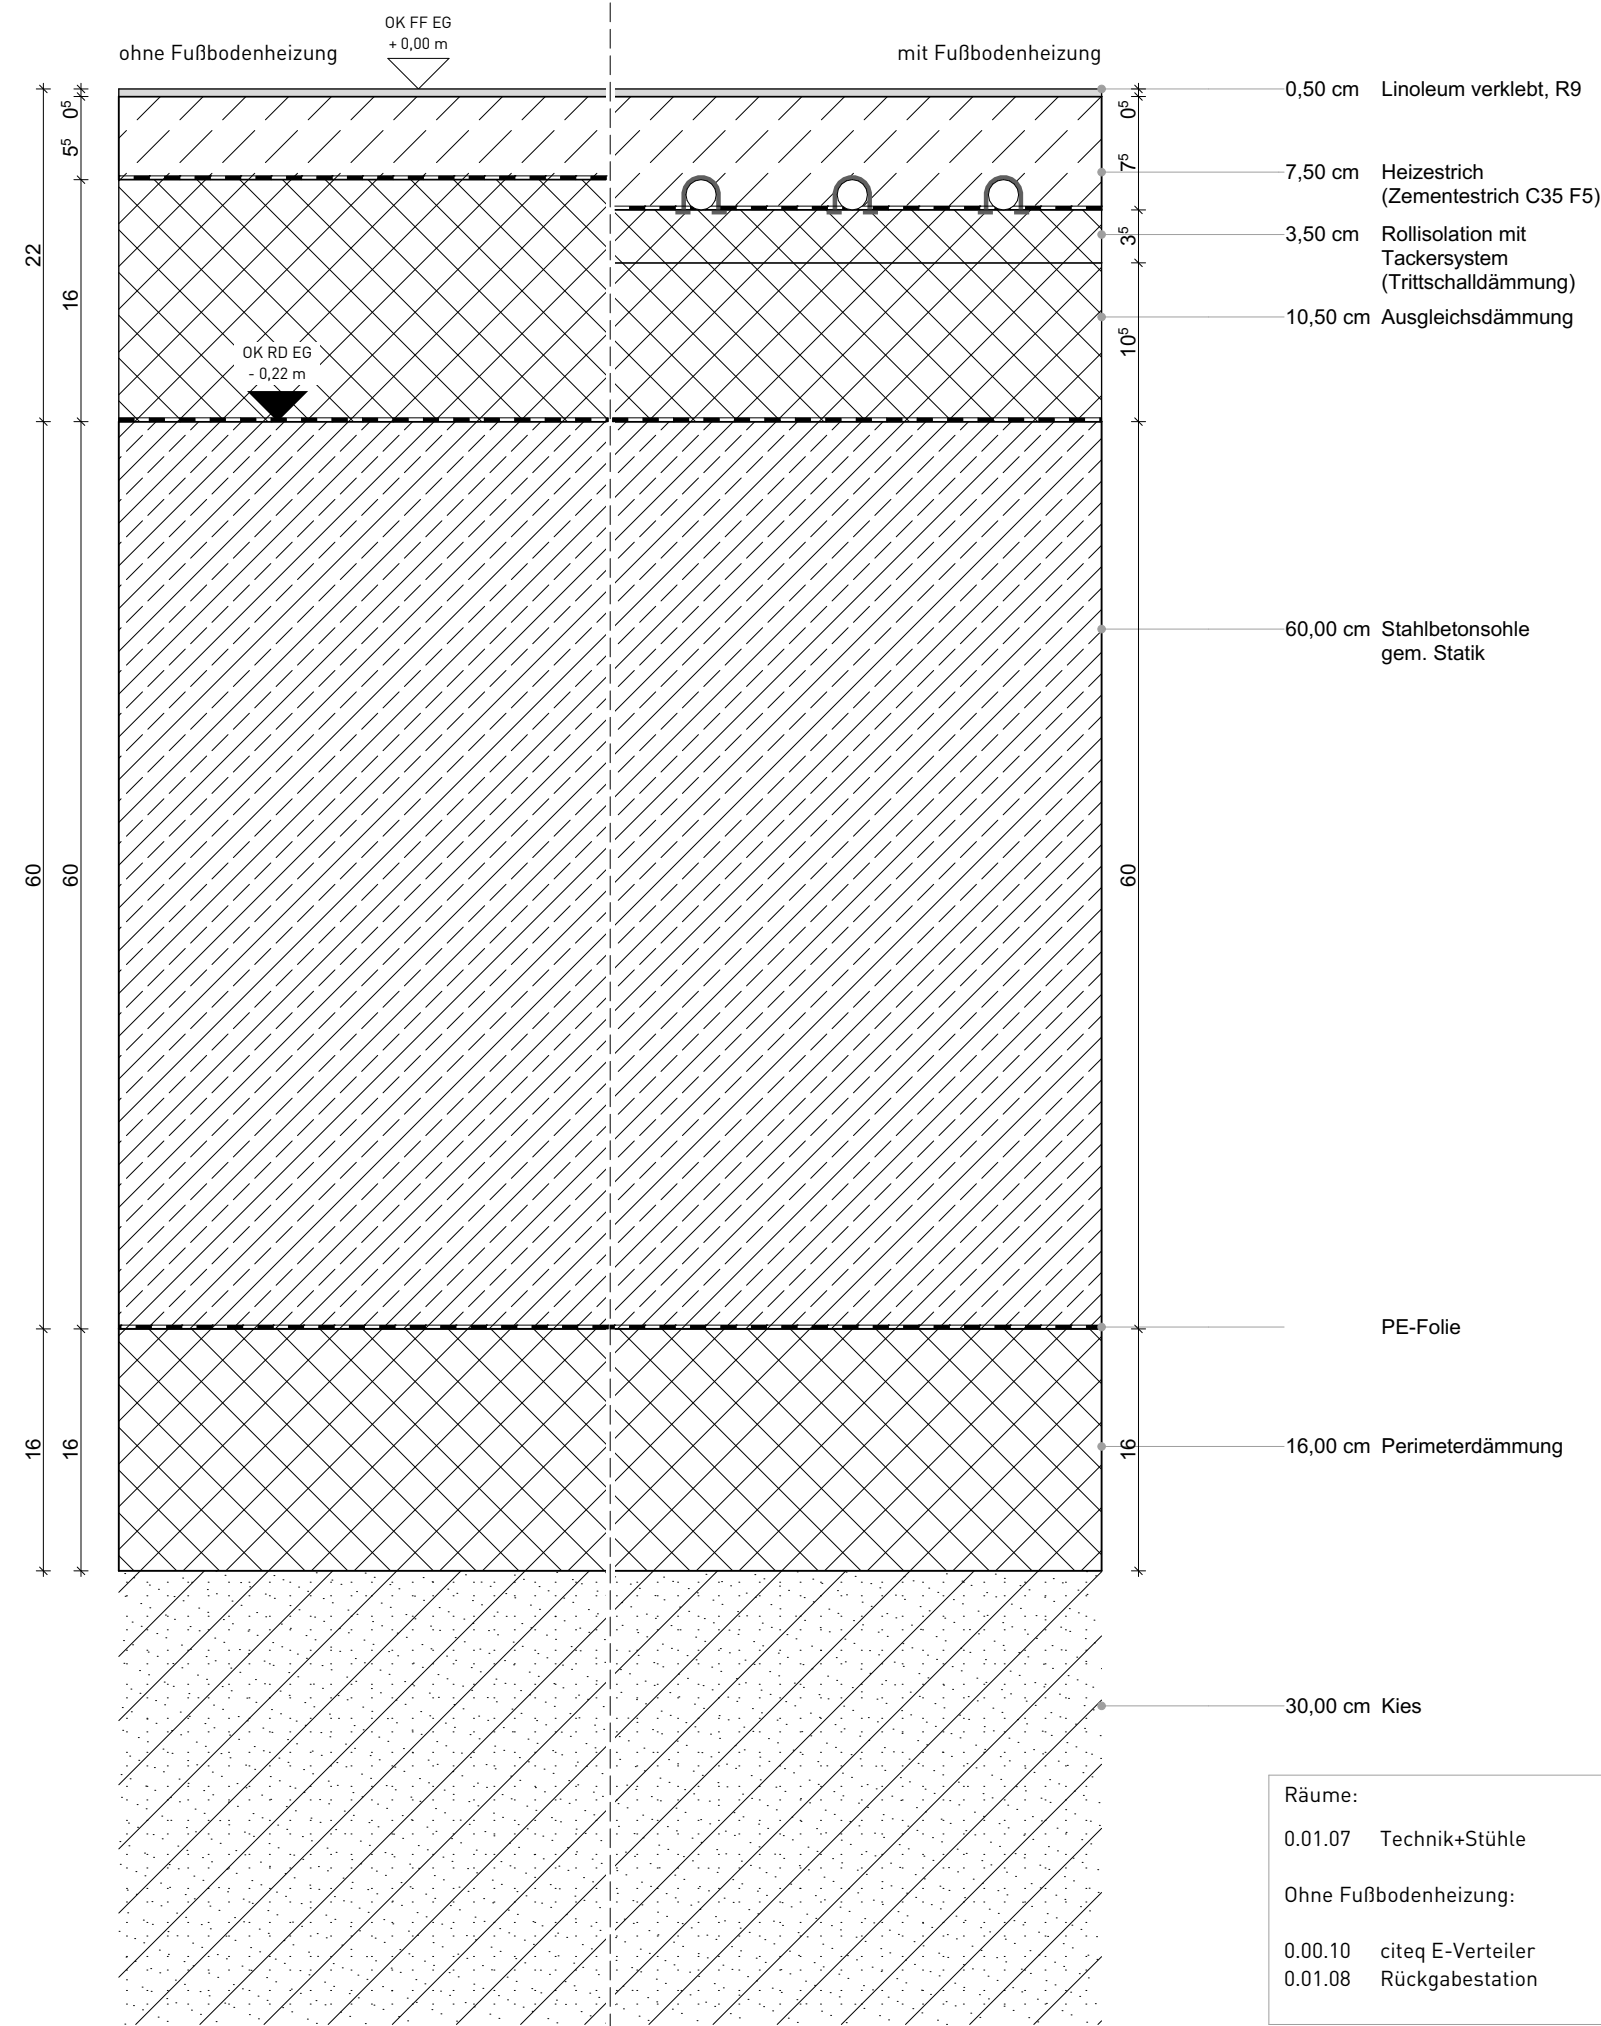 OK FF EG
+ 0,00 m
ohne Fußbodenheizung
mit Fußbodenheizung
0⁵
5⁵
22
16
60
60
16
16
OK RD EG
- 0,22 m
0⁵
7⁵
3⁵
10⁵
60
16
0,50 cm Linoleum verklebt, R9
7,50 cm Heizestrich
(Zementestrich C35 F5)
3,50 cm Rollisolation mit
Tackersystem
(Trittschalldämmung)
10,50 cm Ausgleichsdämmung
60,00 cm Stahlbetonsohle
gem. Statik
PE-Folie
16,00 cm Perimeterdämmung
30,00 cm Kies
Räume:
0.01.07 Technik+Stühle
Ohne Fußbodenheizung:
0.00.10 citeq E-Verteiler
0.01.08 Rückgabestation